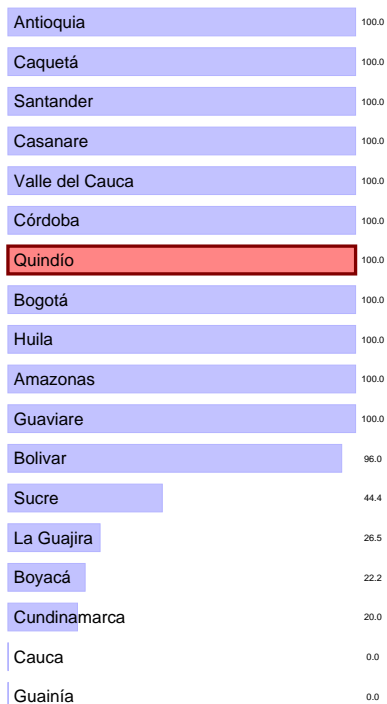 Antioquia 100.0
Caquetá 100.0
Santander 100.0
Casanare 100.0
Valle del Cauca 100.0
Córdoba 100.0
Quindío 100.0
Bogotá 100.0
Huila 100.0
Amazonas 100.0
Guaviare 100.0
Bolivar 96.0
Sucre 44.4
La Guajira 26.5
Boyacá 22.2
Cundinamarca 20.0
Cauca 0.0
Guainía 0.0